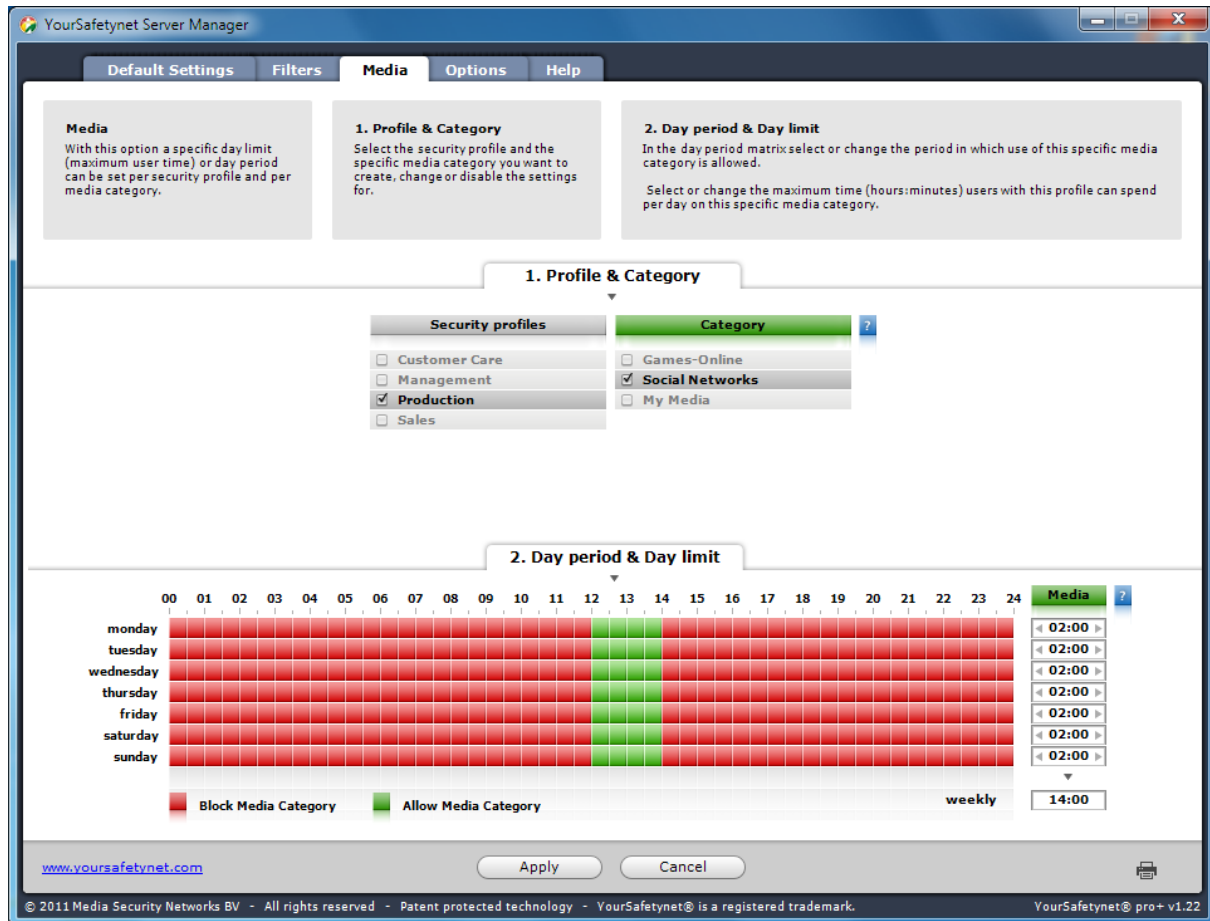 YourSafetynet Server Manager
Default Settings Filters Media Options Help
Media
With this option a specific day limit
(maximum user time) or day period
can be set per security profile and per
media category.
1. Profile & Category
Select the security profile and the
specific media category you want to
create, change or disable the settings
for.
2. Day period & Day limit
In the day period matrix select or change the period in which use of this specific media
category is allowed.
Select or change the maximum time (hours:minutes) users with this profile can spend
per day on this specific media category.
1. Profile & Category
Security profiles
Customer Care
Management
Production
Sales
Category ?
Games-Online
Social Networks
My Media
2. Day period & Day limit
00 01 02 03 04 05 06 07 08 09 10 11 12 13 14 15 16 17 18 19 20 21 22 23 24 Media ?
monday 02:00
tuesday 02:00
wednesday 02:00
thursday 02:00
friday 02:00
saturday 02:00
sunday 02:00
Block Media Category Allow Media Category weekly 14:00
www.yoursafetynet.com Apply Cancel
© 2011 Media Security Networks BV - All rights reserved - Patent protected technology - YourSafetynet® is a registered trademark. YourSafetynet® pro+ v1.22